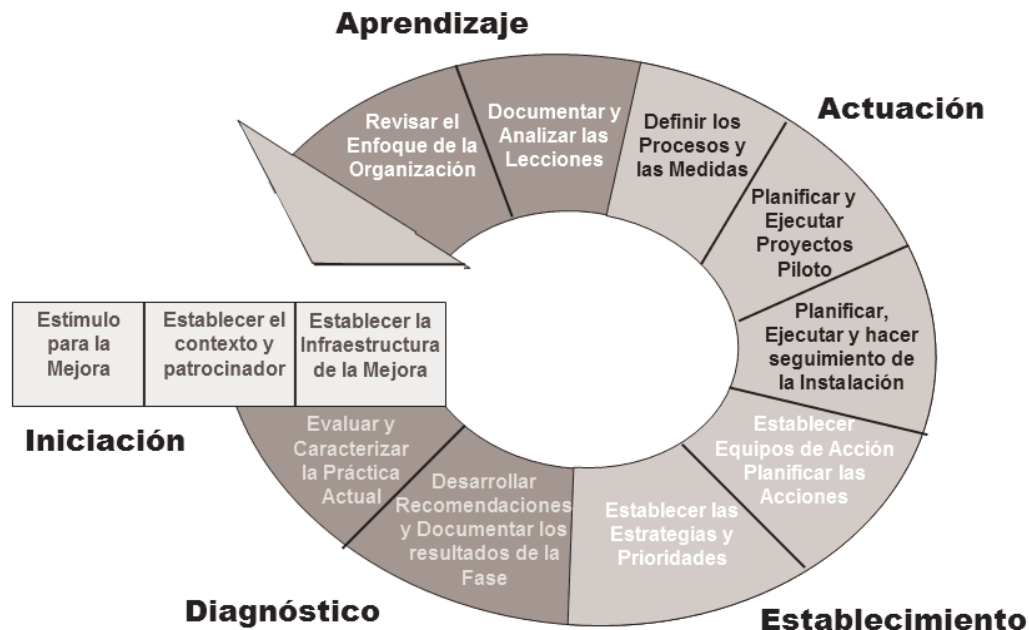 Aprendizaje
Actuación
Revisar el
Enfoque de la
Organización
Documentar y
Analizar las
Lecciones
Definir los
Procesos y
las Medidas
Planificar y
Ejecutar
Proyectos
Piloto
Planificar,
Ejecutar y hacer
seguimiento de
la Instalación
Estímulo
para la
Mejora
Establecer el
contexto y
patrocinador
Establecer la
Infraestructura
de la Mejora
Iniciación
Evaluar y
Caracterizar
la Práctica
Actual
Desarrollar
Recomendaciones
y Documentar los
resultados de la
Fase
Establecer las
Estrategias y
Prioridades
Establecer
Equipos de Acción
Planificar las
Acciones
Diagnóstico
Establecimiento